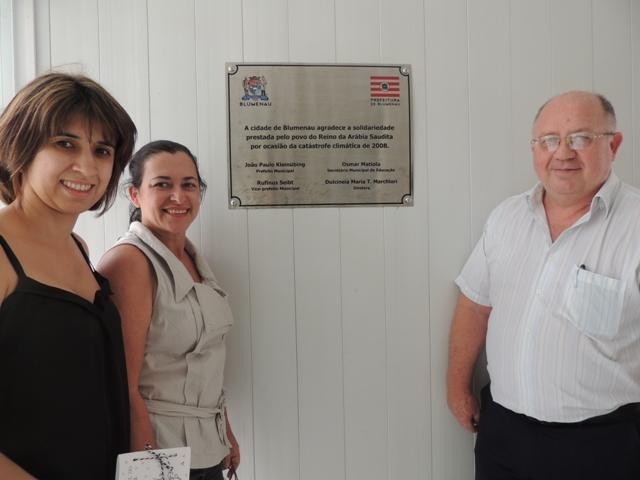 BLUMENAU
PREFEITURA
DE BLUMENAU
A cidade de Blumenau agradece a solidariedade
prestada pelo povo do Reino da Arábia Saudita
por ocasião da catástrofe climática de 2008.
João Paulo Kleinübing
Prefeito Municipal
Osmar Matiola
Secretário Municipal de Educação
Rufinus Seibt
Vice-prefeito Municipal
Dulcinéia Maria T. Marchiori
Diretora